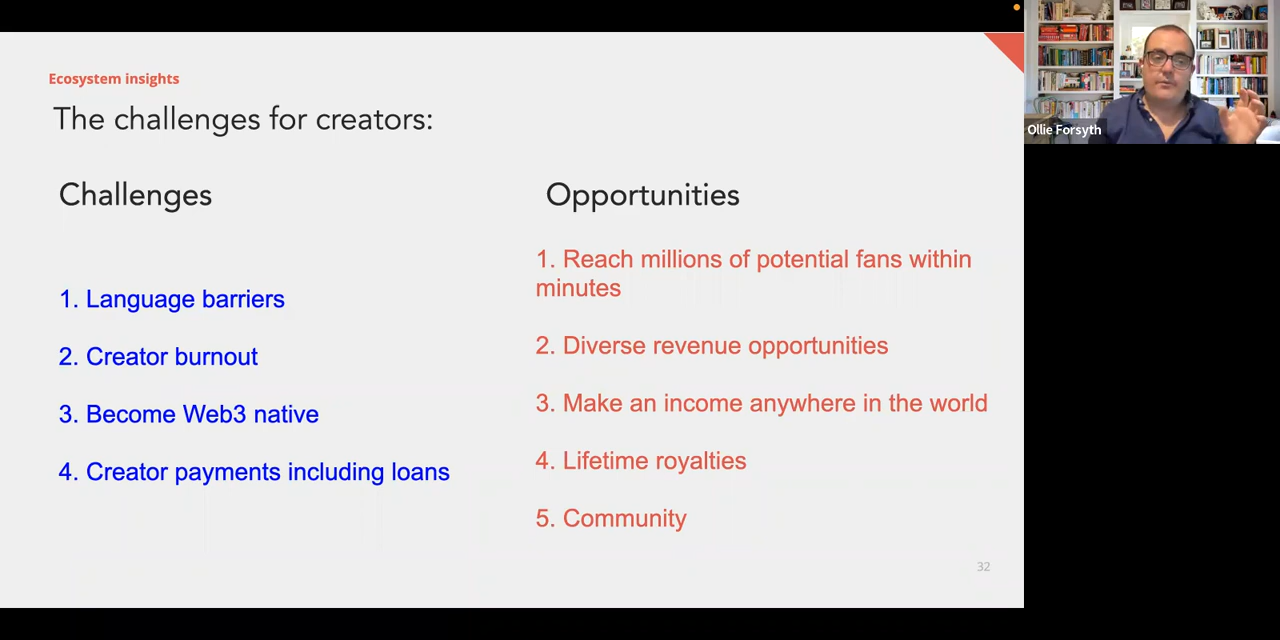 Ecosystem insights
The challenges for creators:
Challenges
1. Language barriers
2. Creator burnout
3. Become Web3 native
4. Creator payments including loans
Opportunities
1. Reach millions of potential fans within
minutes
2. Diverse revenue opportunities
3. Make an income anywhere in the world
4. Lifetime royalties
5. Community
32
Ollie Forsyth